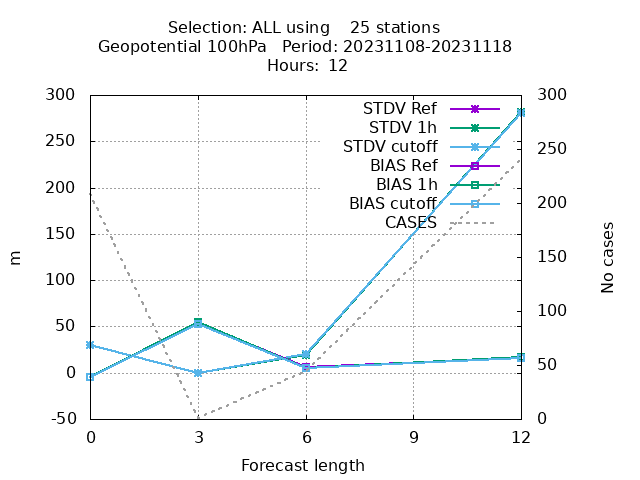 Selection: ALL using    25 stations
Geopotential 100hPa   Period: 20231108-20231118
Hours:  12
300
250
200
150
100
50
0
-50
m
STDV Ref
STDV 1h
STDV cutoff
BIAS Ref
BIAS 1h
BIAS cutoff
CASES
300
250
200
150
100
50
0
No cases
0 3 6 9 12
Forecast length